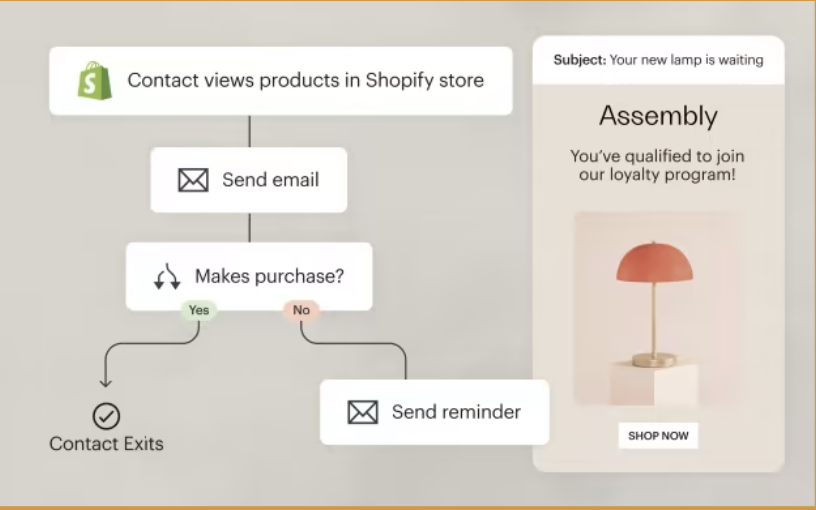 Contact views products in Shopify store
Send email
Makes purchase?
Yes
No
Contact Exits
Send reminder
Subject: Your new lamp is waiting
Assembly
You’ve qualified to join
our loyalty program!
SHOP NOW